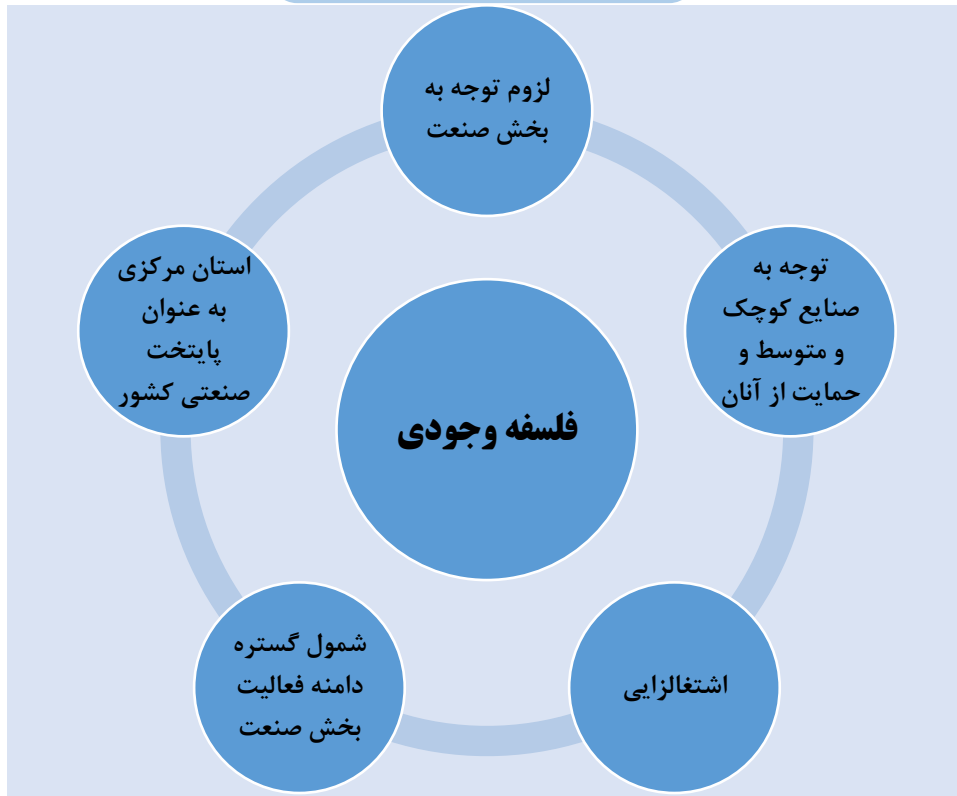 لزوم توجه به
بخش صنعت
توجه به
صنایع کوچک
و متوسط و
حمایت از آنان
اشتغالزایی
شمول گستره
دامنه فعالیت
بخش صنعت
استان مرکزی
به عنوان
پایتخت
صنعتی کشور
فلسفه وجودی